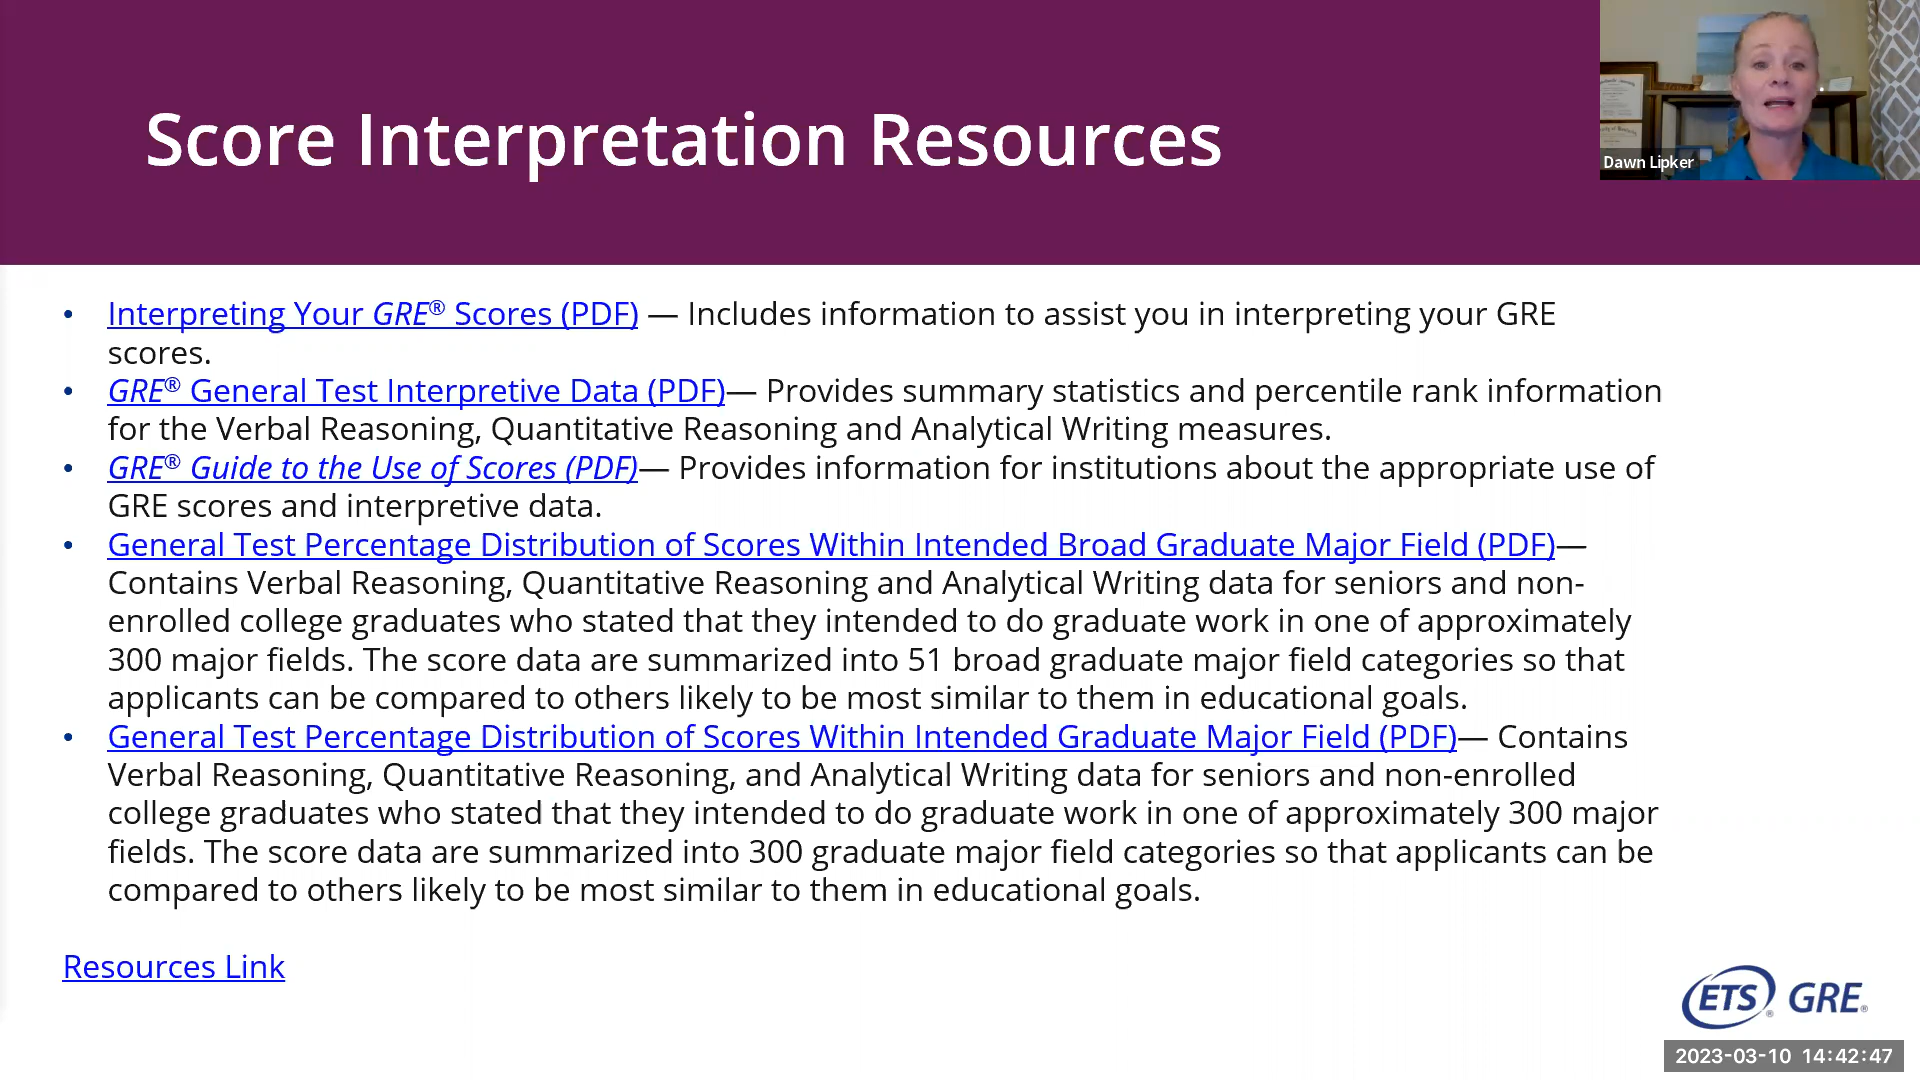 Score Interpretation Resources
Dawn Lipker
• Interpreting Your GRE® Scores (PDF) — Includes information to assist you in interpreting your GRE
scores.
• GRE® General Test Interpretive Data (PDF)— Provides summary statistics and percentile rank information
for the Verbal Reasoning, Quantitative Reasoning and Analytical Writing measures.
• GRE® Guide to the Use of Scores (PDF)— Provides information for institutions about the appropriate use of
GRE scores and interpretive data.
• General Test Percentage Distribution of Scores Within Intended Broad Graduate Major Field (PDF)—
Contains Verbal Reasoning, Quantitative Reasoning and Analytical Writing data for seniors and non-
enrolled college graduates who stated that they intended to do graduate work in one of approximately
300 major fields. The score data are summarized into 51 broad graduate major field categories so that
applicants can be compared to others likely to be most similar to them in educational goals.
• General Test Percentage Distribution of Scores Within Intended Graduate Major Field (PDF)— Contains
Verbal Reasoning, Quantitative Reasoning, and Analytical Writing data for seniors and non-enrolled
college graduates who stated that they intended to do graduate work in one of approximately 300 major
fields. The score data are summarized into 300 graduate major field categories so that applicants can be
compared to others likely to be most similar to them in educational goals.
Resources Link
ETS® GRE®
2023-03-10 14:42:47